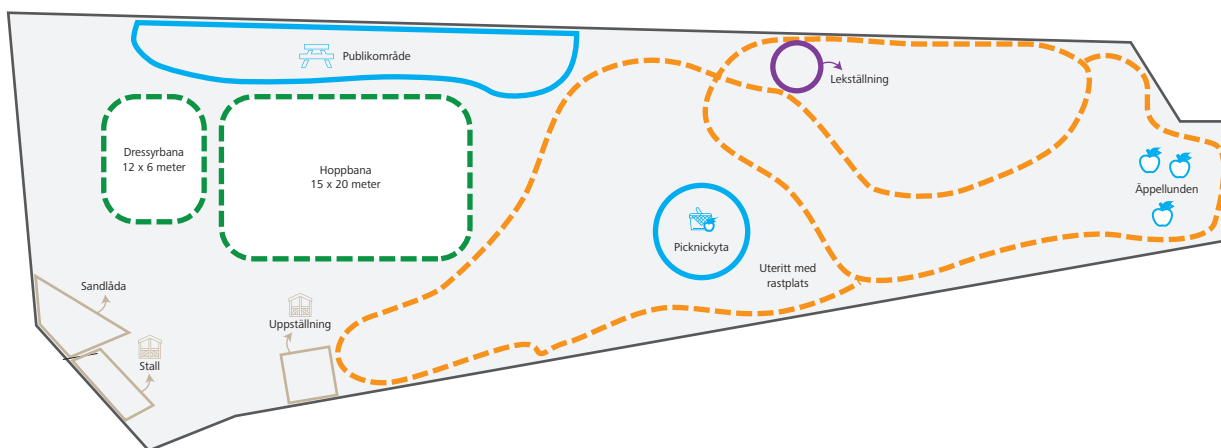 Publikområde
Lekställning
Dressyrbana
12 x 6 meter
Hoppbana
15 x 20 meter
Äppellunden
Picknickyta
Uteritt med
rastplats
Sandlåda
Uppställning
Stall